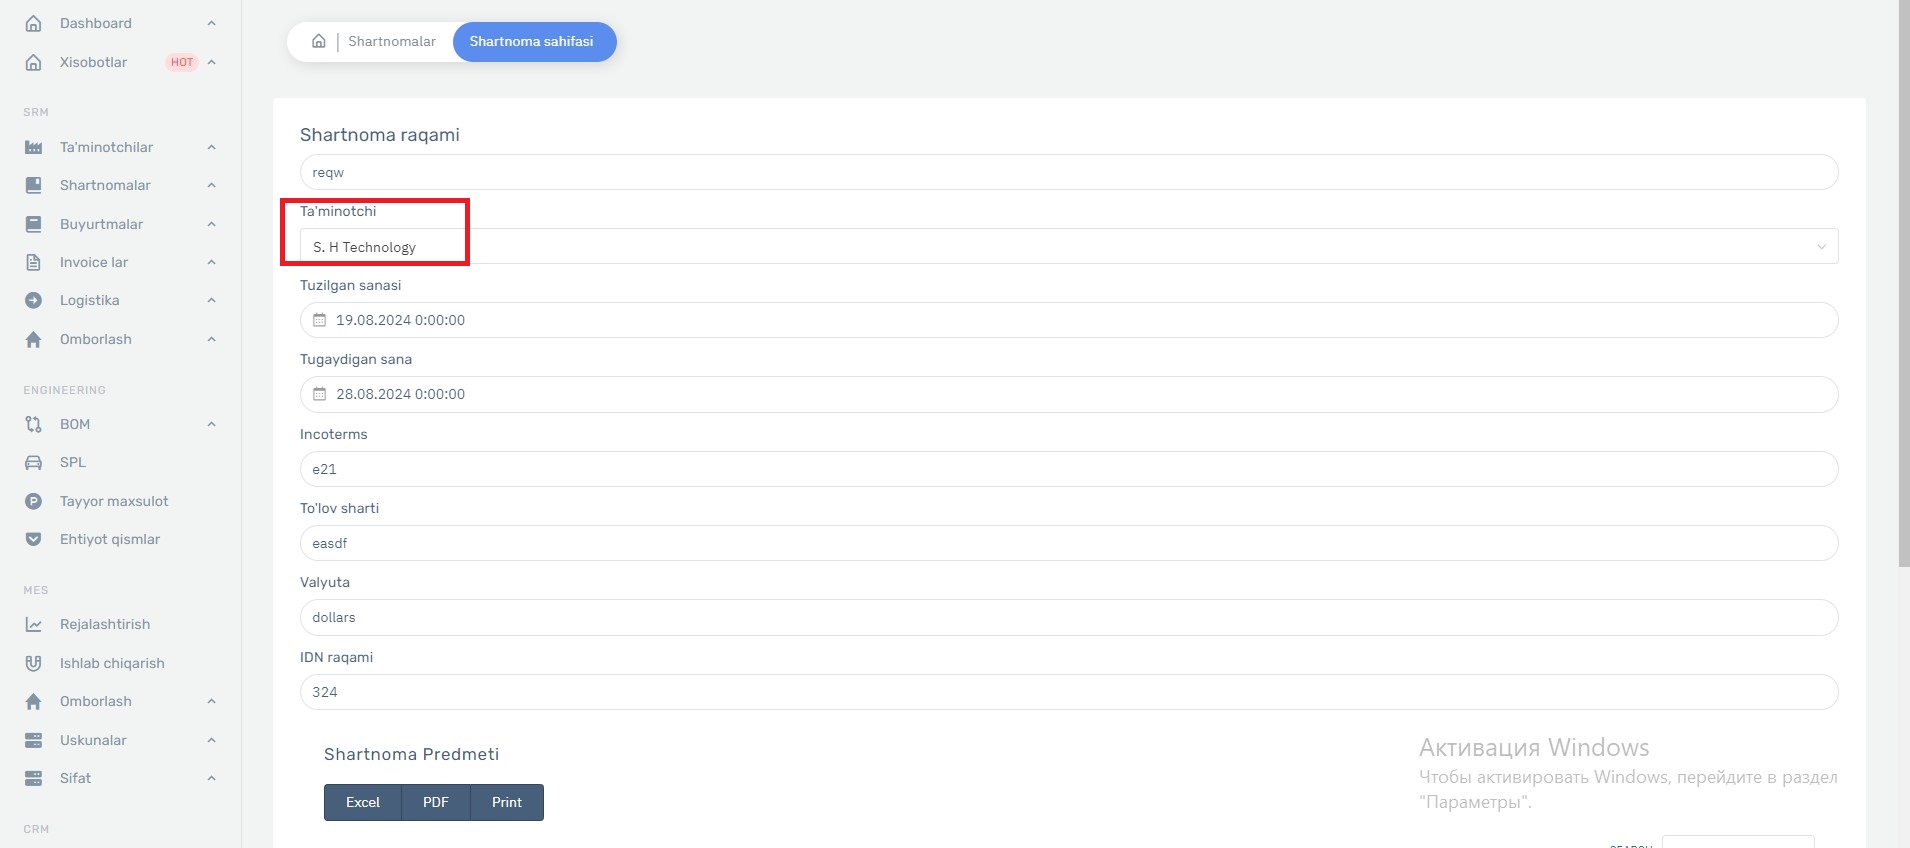 Dashboard
Xisobotlar HOT
SRM
Ta'minotchilar
Shartnomalar
Buyurtmalar
Invoice lar
Logistika
Omborlash
ENGINEERING
BOM
SPL
Tayyor maxsulot
Ehtiyot qismlar
MES
Rejalashtirish
Ishlab chiqarish
Omborlash
Uskunalar
Sifat
CRM
Shartnomalar
Shartnoma sahifasi
Shartnoma raqami
reqw
Ta'minotchi
S. H Technology
Tuzilgan sanasi
19.08.2024 0:00:00
Tugaydigan sana
28.08.2024 0:00:00
Incoterms
e21
To'lov sharti
easdf
Valyuta
dollars
IDN raqami
324
Shartnoma Predmeti
Excel PDF Print
Активация Windows
Чтобы активировать Windows, перейдите в раздел
"Параметры".